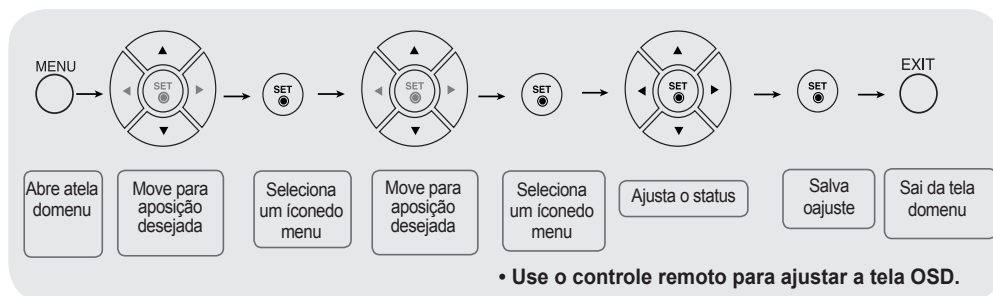 MENU
SET
SET
SET
SET
SET
SET
EXIT
Abre atela
domenu
Move para
aposição
desejada
Seleciona
um íconedo
menu
Move para
aposição
desejada
Seleciona
um íconedo
menu
Ajusta o status
Salva
oajuste
Sai da tela
domenu
• Use o controle remoto para ajustar a tela OSD.